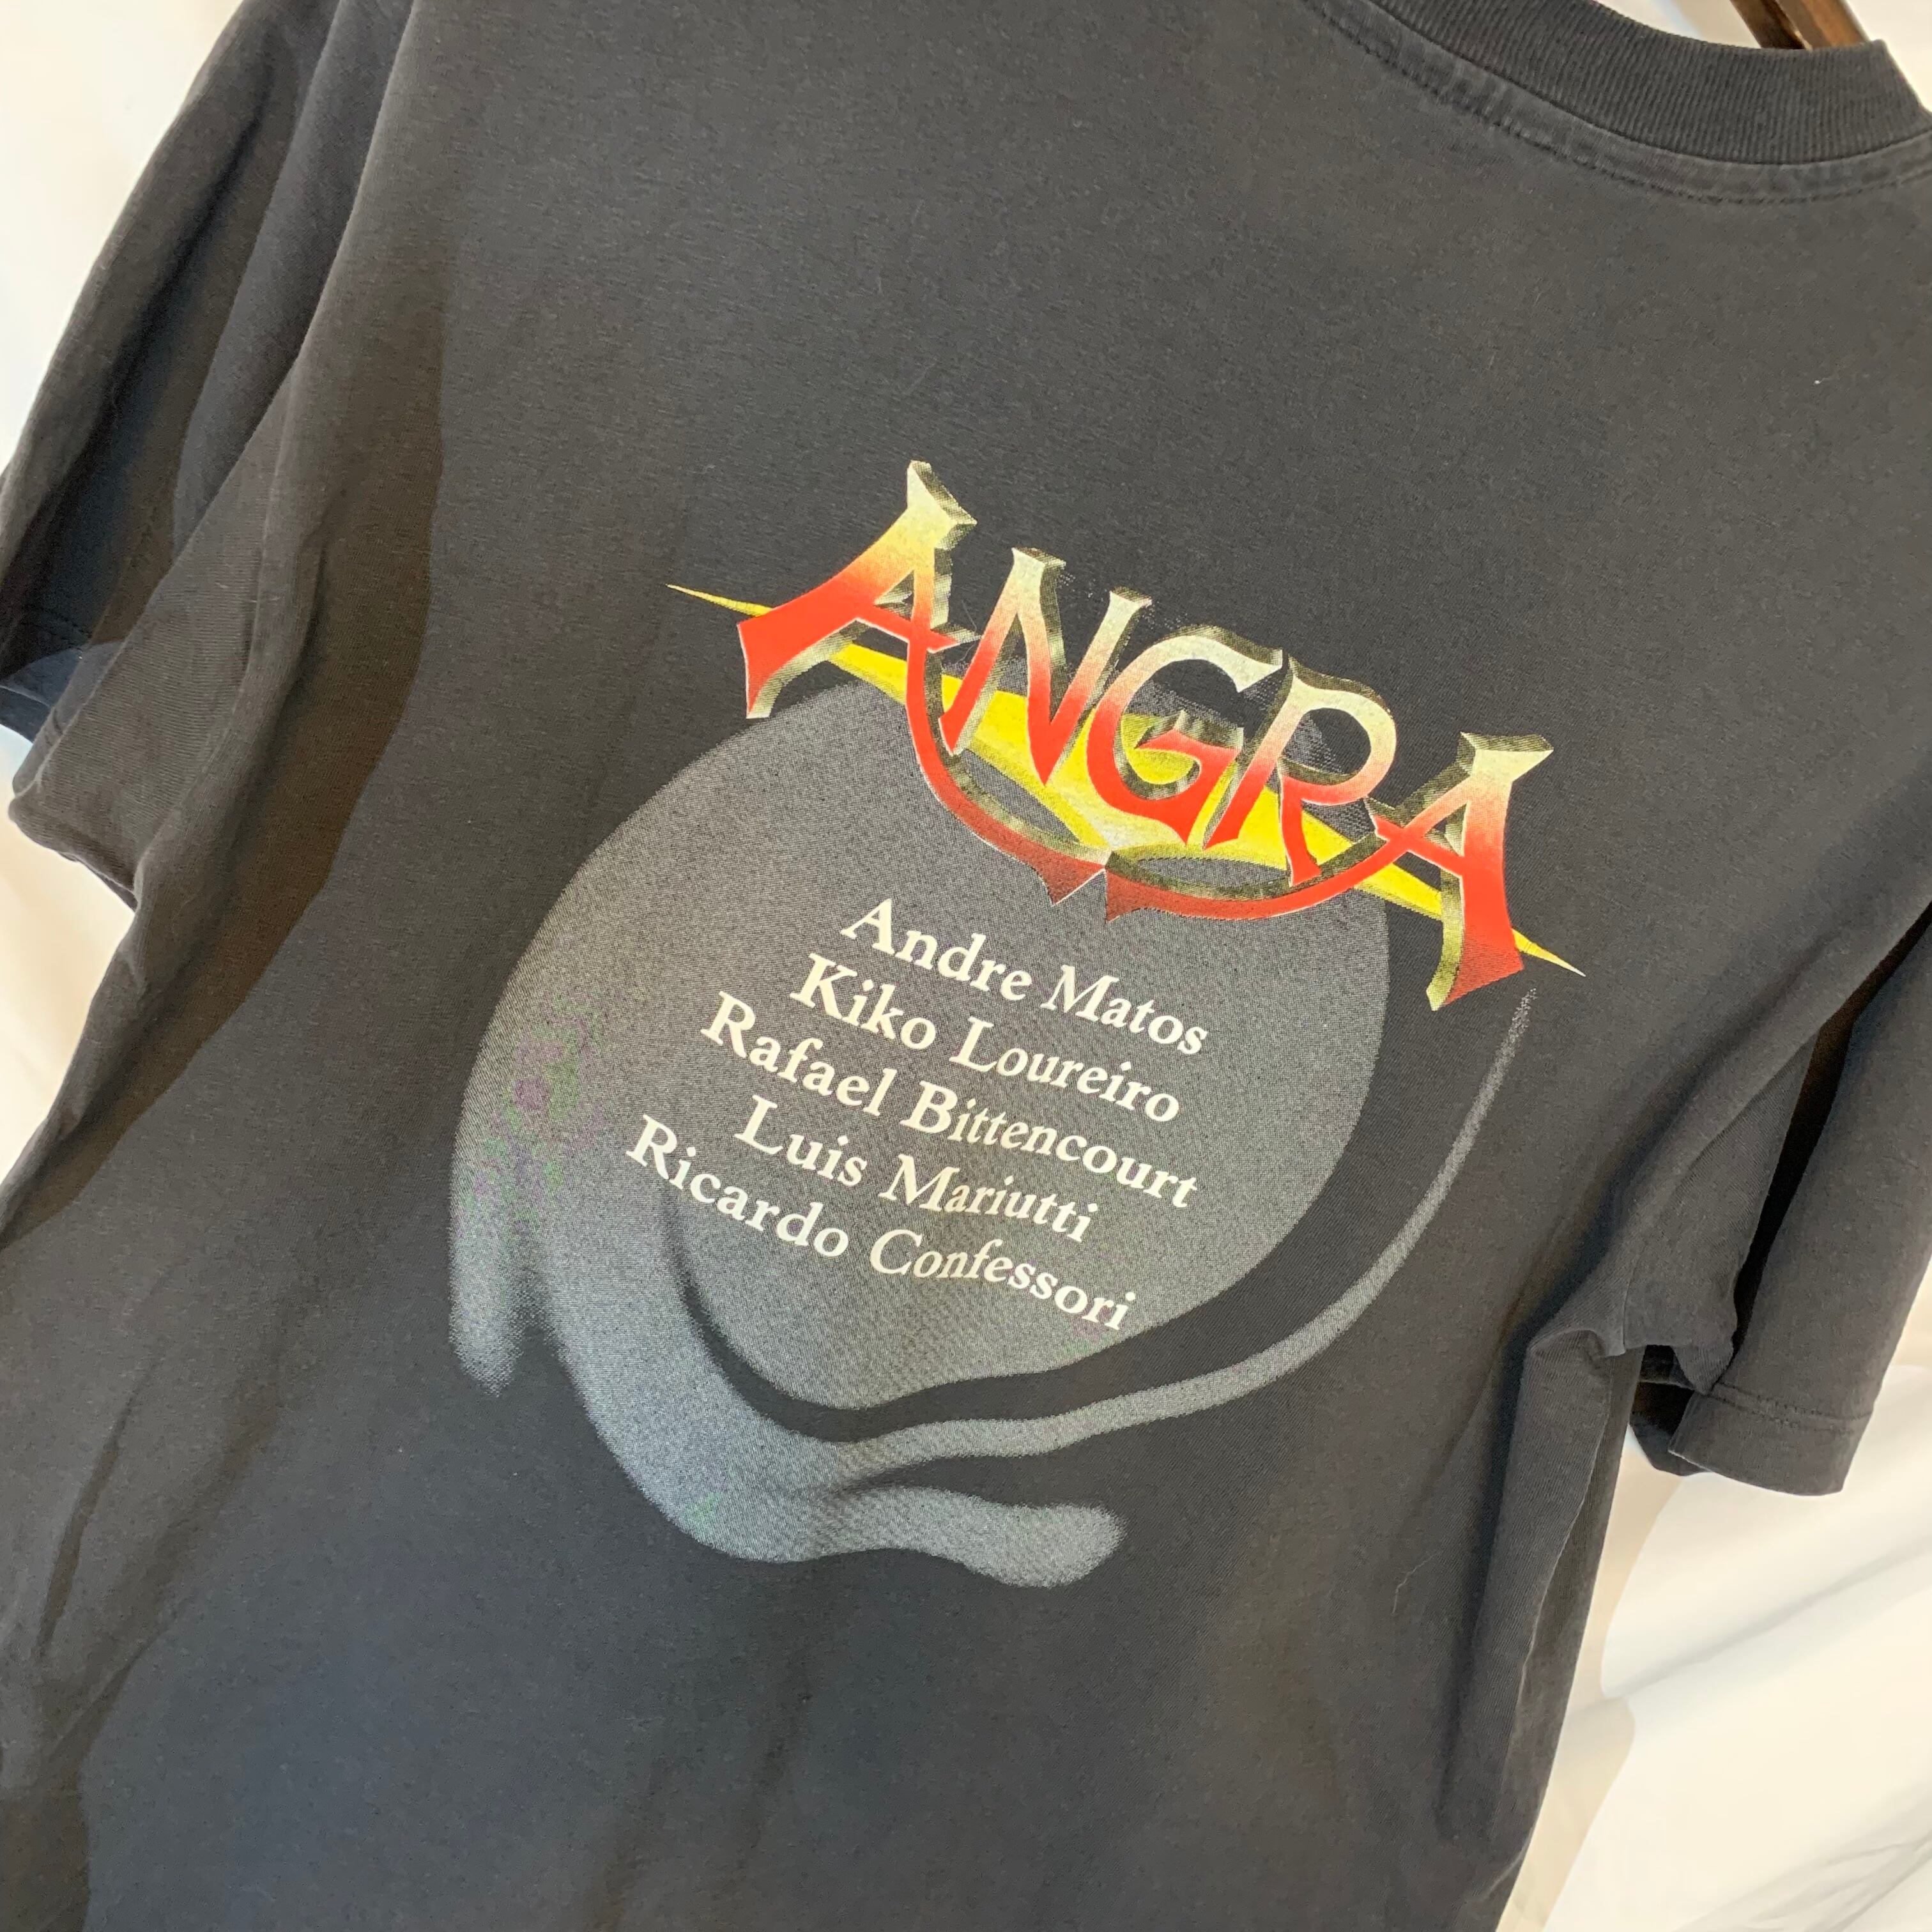 ANGRA
Andre Matos
Kiko Loureiro
Rafael Bittencourt
Luis Mariutti
Ricardo Confessori